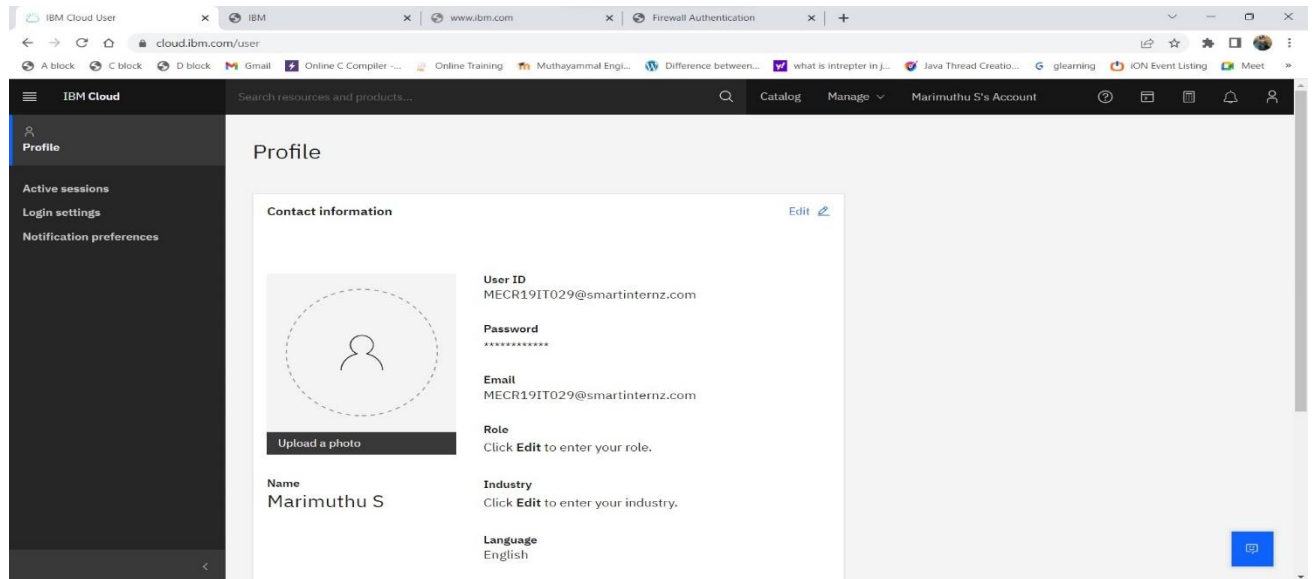 IBM Cloud User
IBM
www.ibm.com
Firewall Authentication
cloud.ibm.com/user
A block
C block
D block
Gmail
Online C Compiler -...
Online Training
Muthayammal Engi...
Difference between...
what is intrepter in j...
Java Thread Creatio...
glearning
iON Event Listing
Meet
IBM Cloud
Search resources and products...
Catalog
Manage
Marimuthu S's Account
Profile
Active sessions
Login settings
Notification preferences
Profile
Contact information
Edit
Upload a photo
Name
Marimuthu S
User ID
MECR19IT029@smartinternz.com
Password
************
Email
MECR19IT029@smartinternz.com
Role
Click Edit to enter your role.
Industry
Click Edit to enter your industry.
Language
English